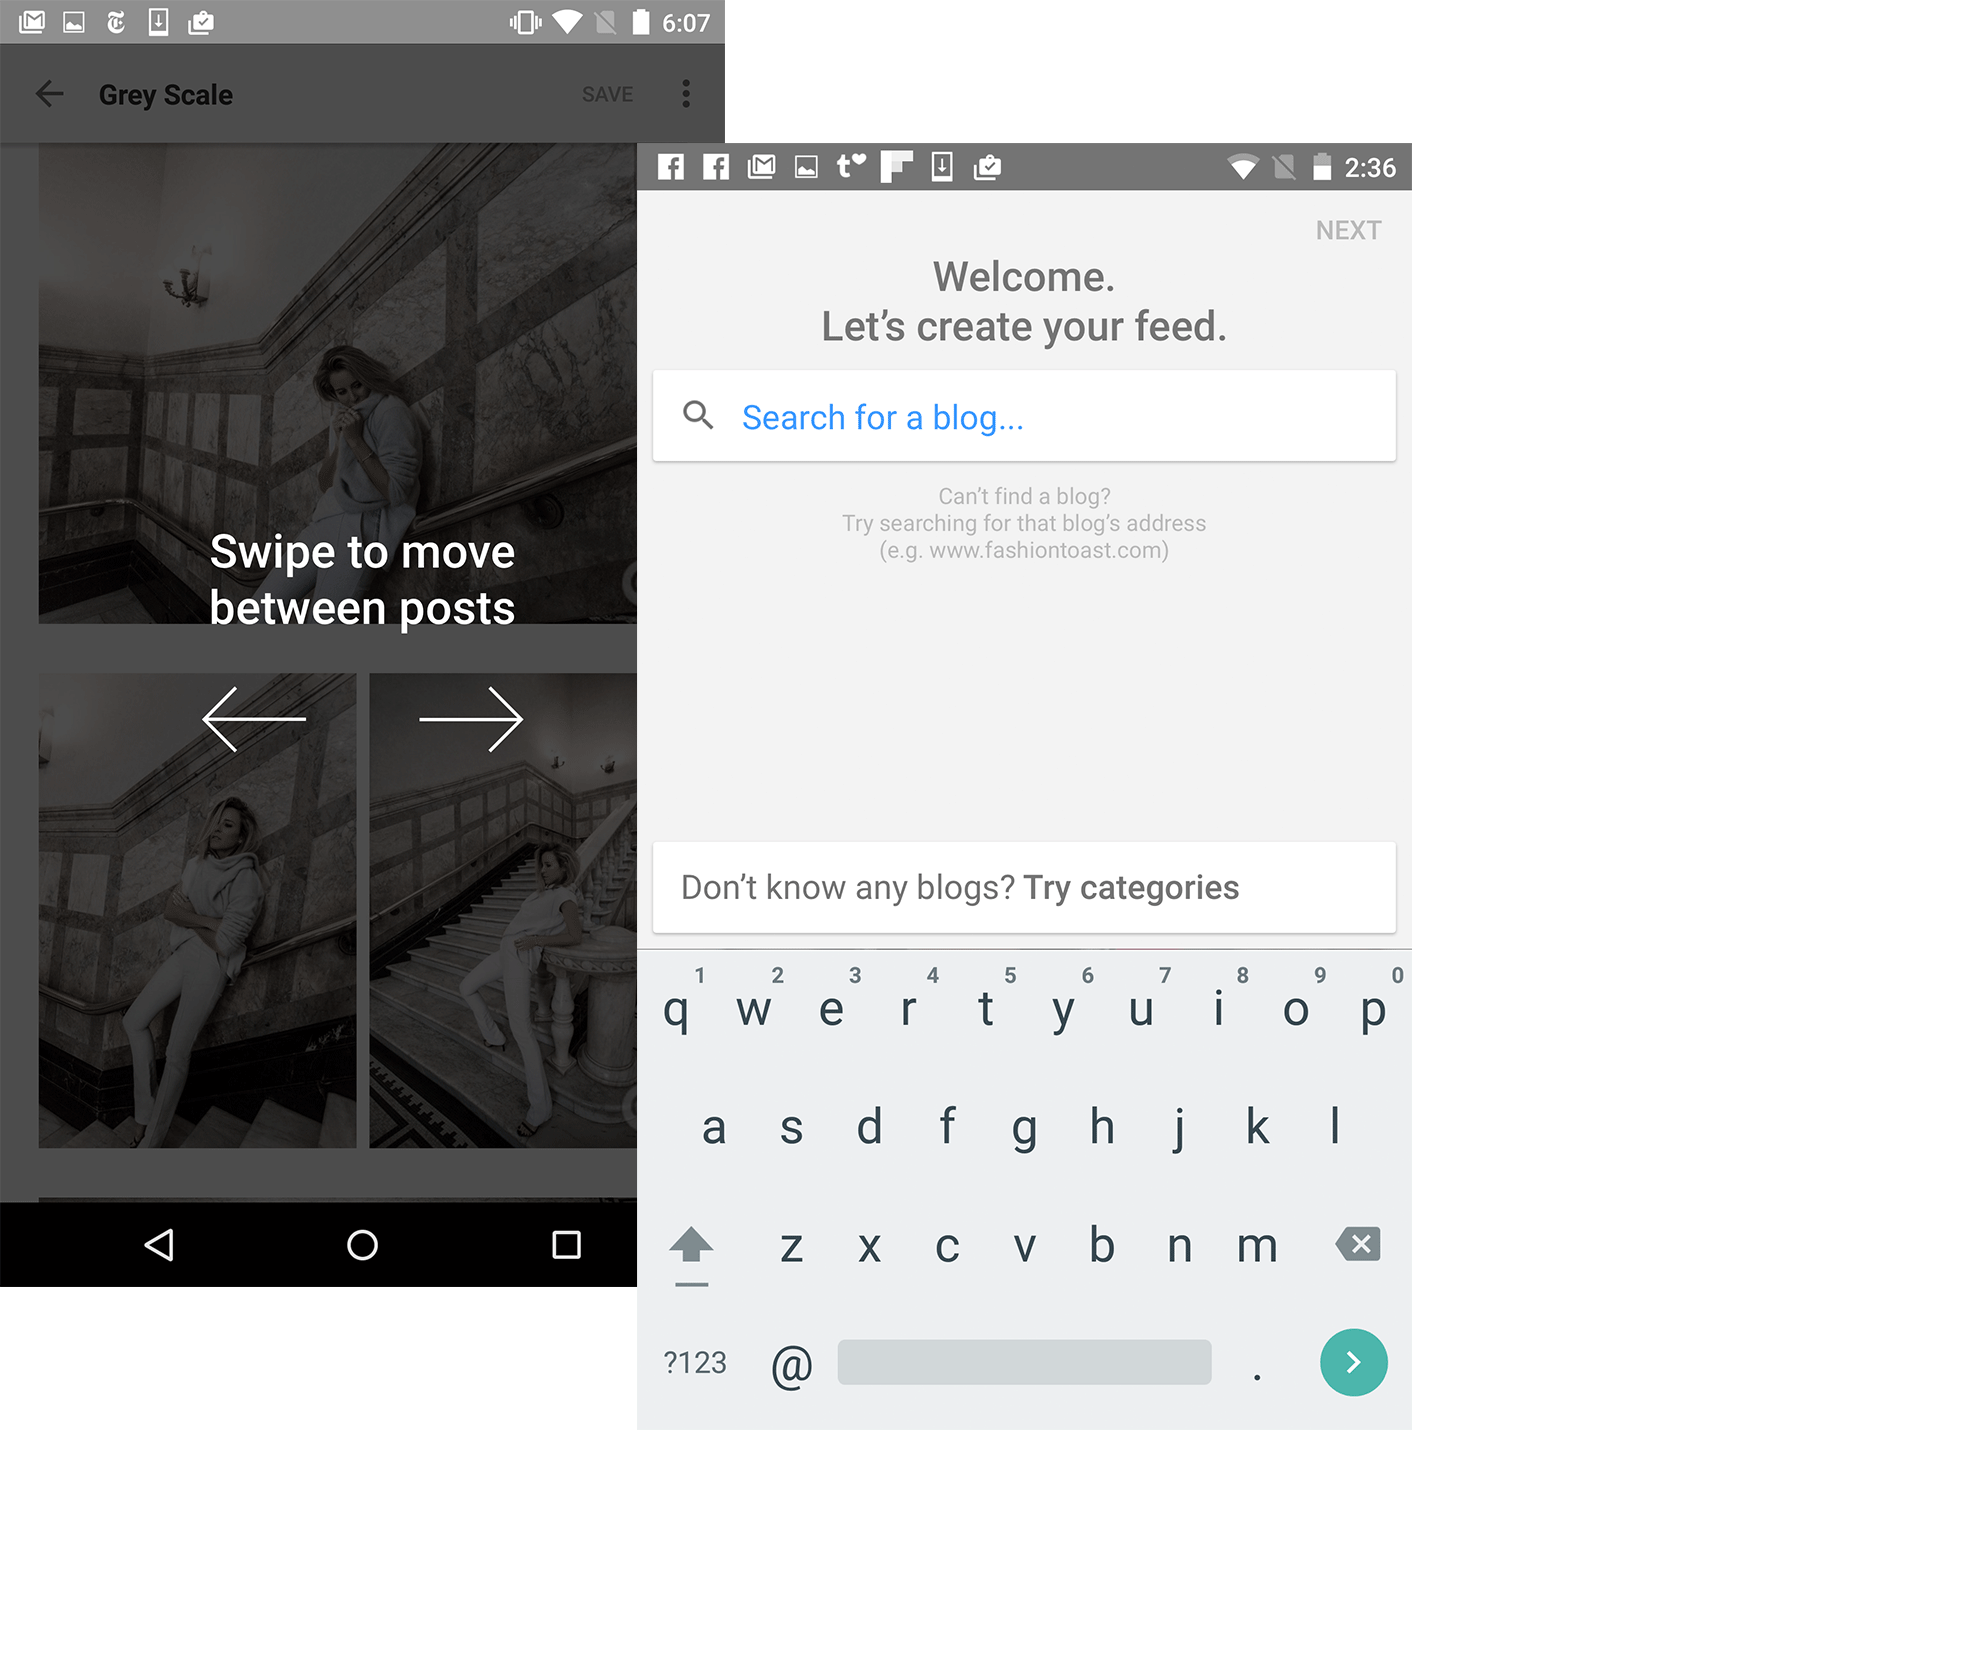 6:07
Grey Scale
SAVE
Swipe to move
between posts
2:36
NEXT
Welcome.
Let’s create your feed.
Search for a blog...
Can’t find a blog?
Try searching for that blog’s address
(e.g. www.fashiontoast.com)
Don’t know any blogs? Try categories
1 2 3 4 5 6 7 8 9 0
q w e r t y u i o p
a s d f g h j k l
z x c v b n m
?123 @ .